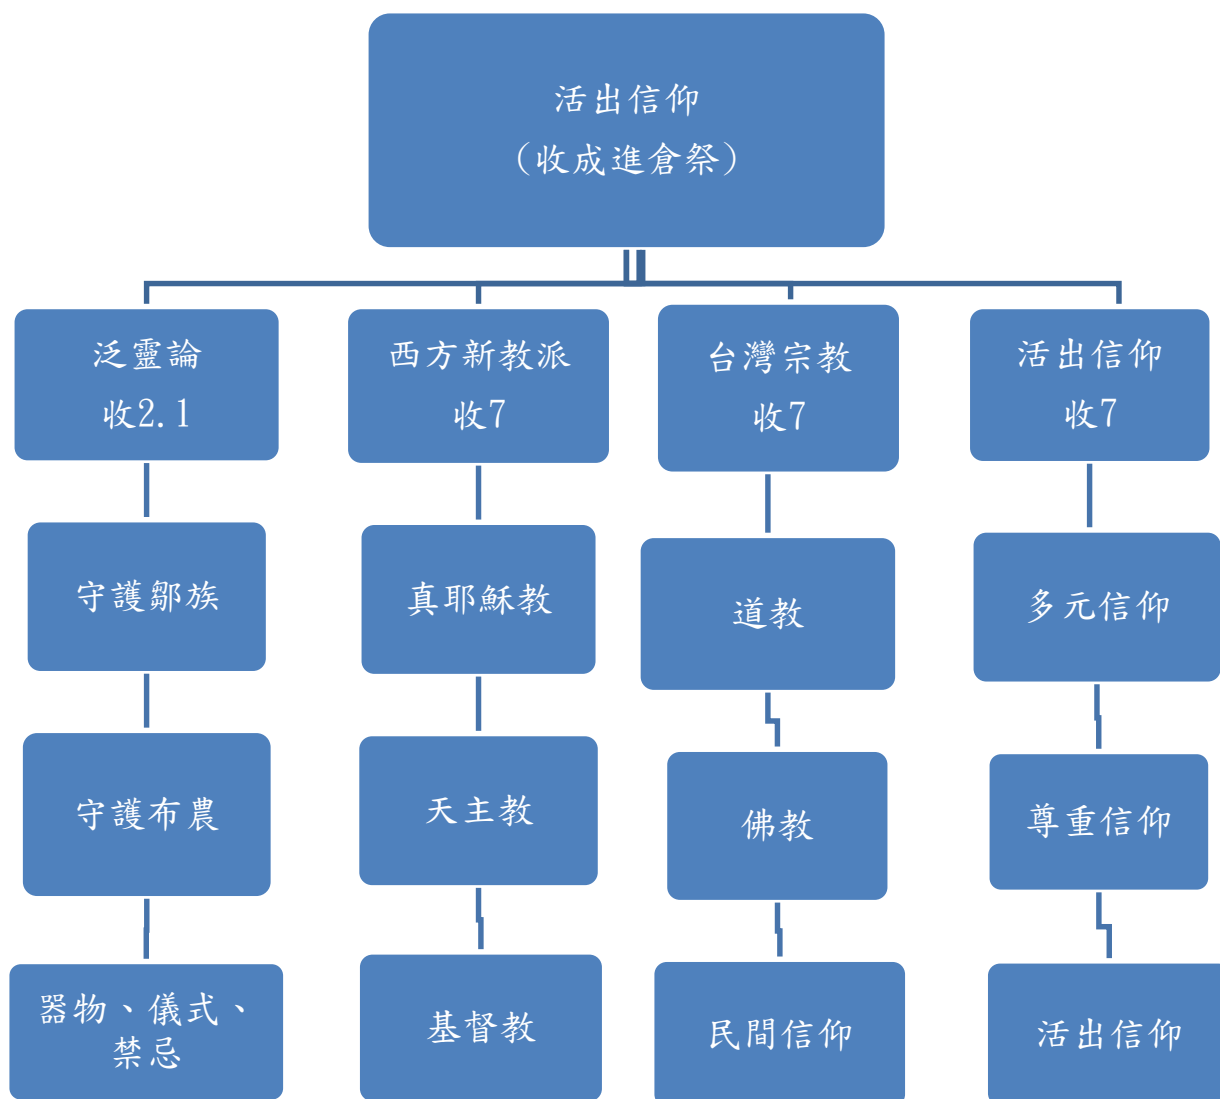 活出信仰
（收成進倉祭）
泛靈論
收2.1
西方新教派
收7
台灣宗教
收7
活出信仰
收7
守護鄒族
真耶穌教
道教
多元信仰
守護布農
天主教
佛教
尊重信仰
器物、儀式、
禁忌
基督教
民間信仰
活出信仰